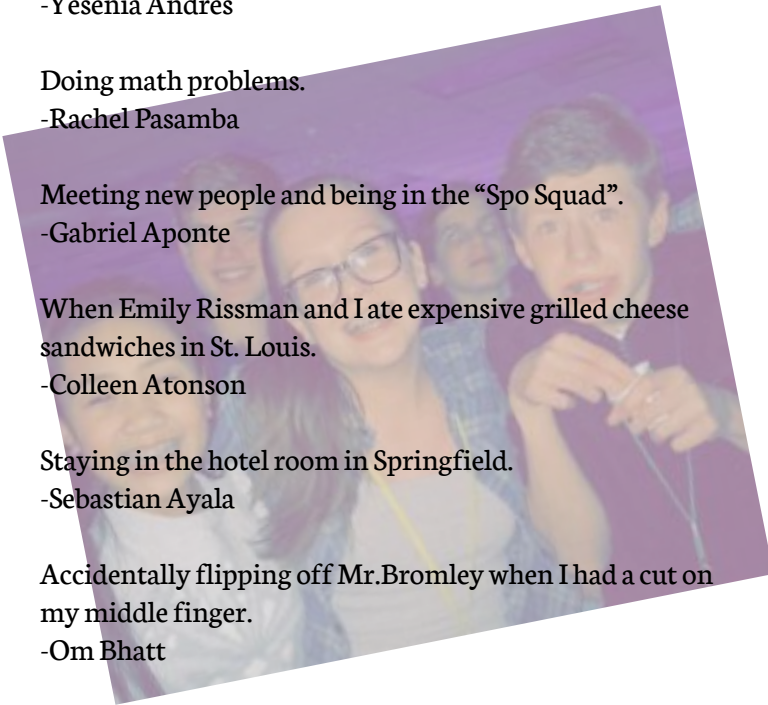 -Yesenia Andres
Doing math problems.
-Rachel Pasamba
Meeting new people and being in the “Spo Squad”.
-Gabriel Aponte
When Emily Rissman and I ate expensive grilled cheese
sandwiches in St. Louis.
-Colleen Atonson
Staying in the hotel room in Springfield.
-Sebastian Ayala
Accidentally flipping off Mr.Bromley when I had a cut on
my middle finger.
-Om Bhatt